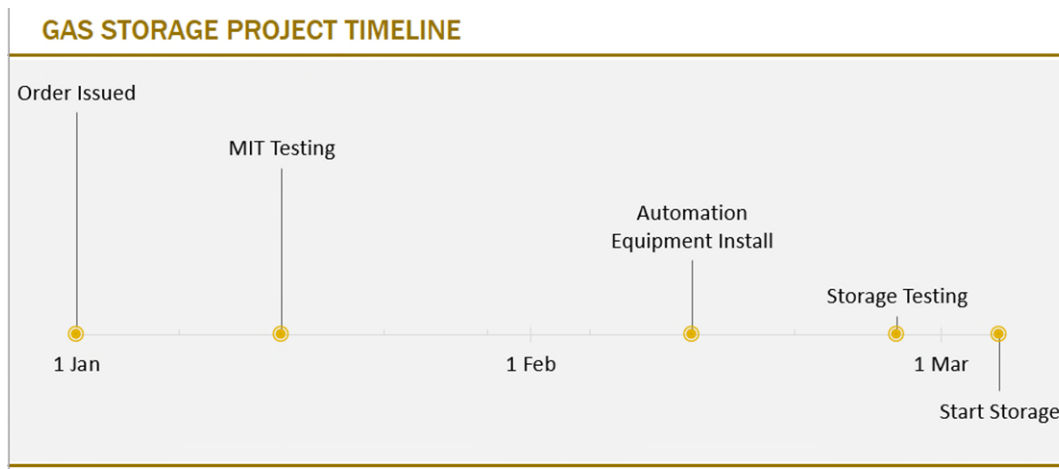 GAS STORAGE PROJECT TIMELINE
Order Issued
MIT Testing
Automation
Equipment Install
Storage Testing
1 Jan
1 Feb
1 Mar
Start Storage